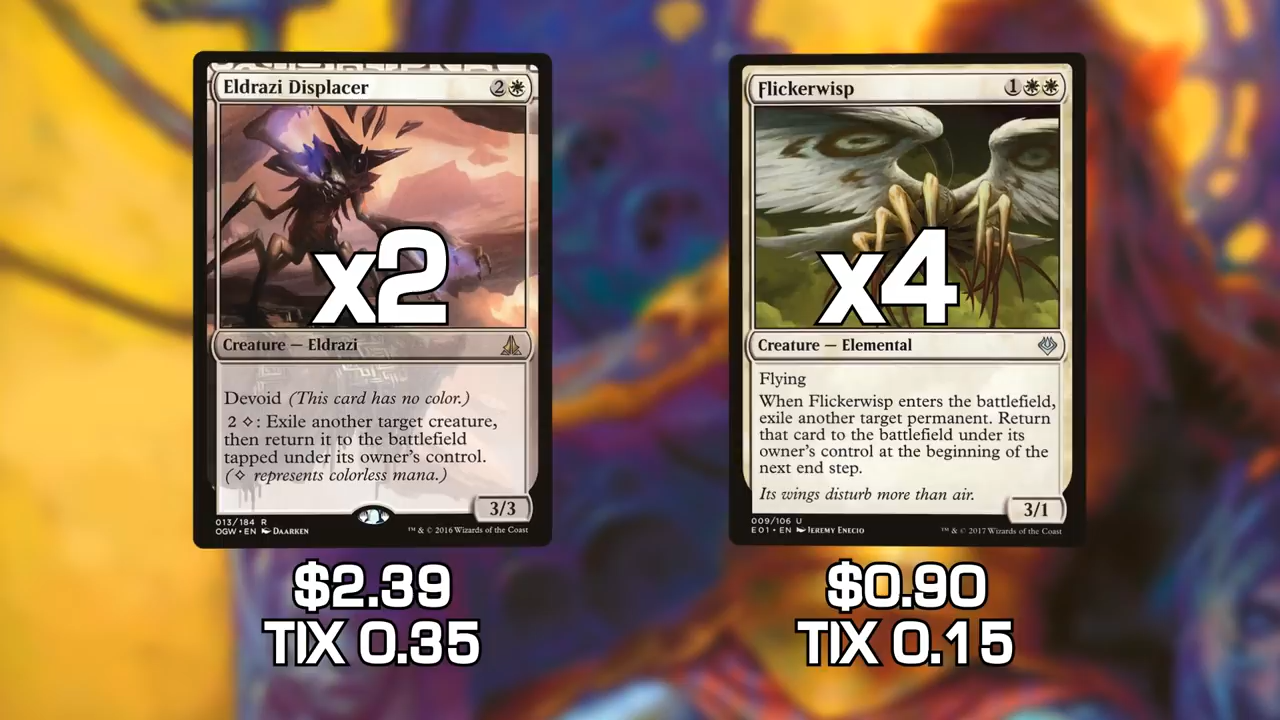 Eldrazi Displacer
2
x2
Creature — Eldrazi
Devoid (This card has no color.)
2 ◇: Exile another target creature,
then return it to the battlefield
tapped under its owner's control.
(◇ represents colorless mana.)
3/3
013/184 R
OGW • EN DAARKEN
™ & © 2016 Wizards of the Coast
$2.39
TIX 0.35
Flickerwisp
1
x4
Creature — Elemental
Flying
When Flickerwisp enters the battlefield,
exile another target permanent. Return
that card to the battlefield under its
owner's control at the beginning of the
next end step.
Its wings disturb more than air.
3/1
009/106 U
E01 • EN JEREMY ENECIO
™ & © 2017 Wizards of the Coast
$0.90
TIX 0.15